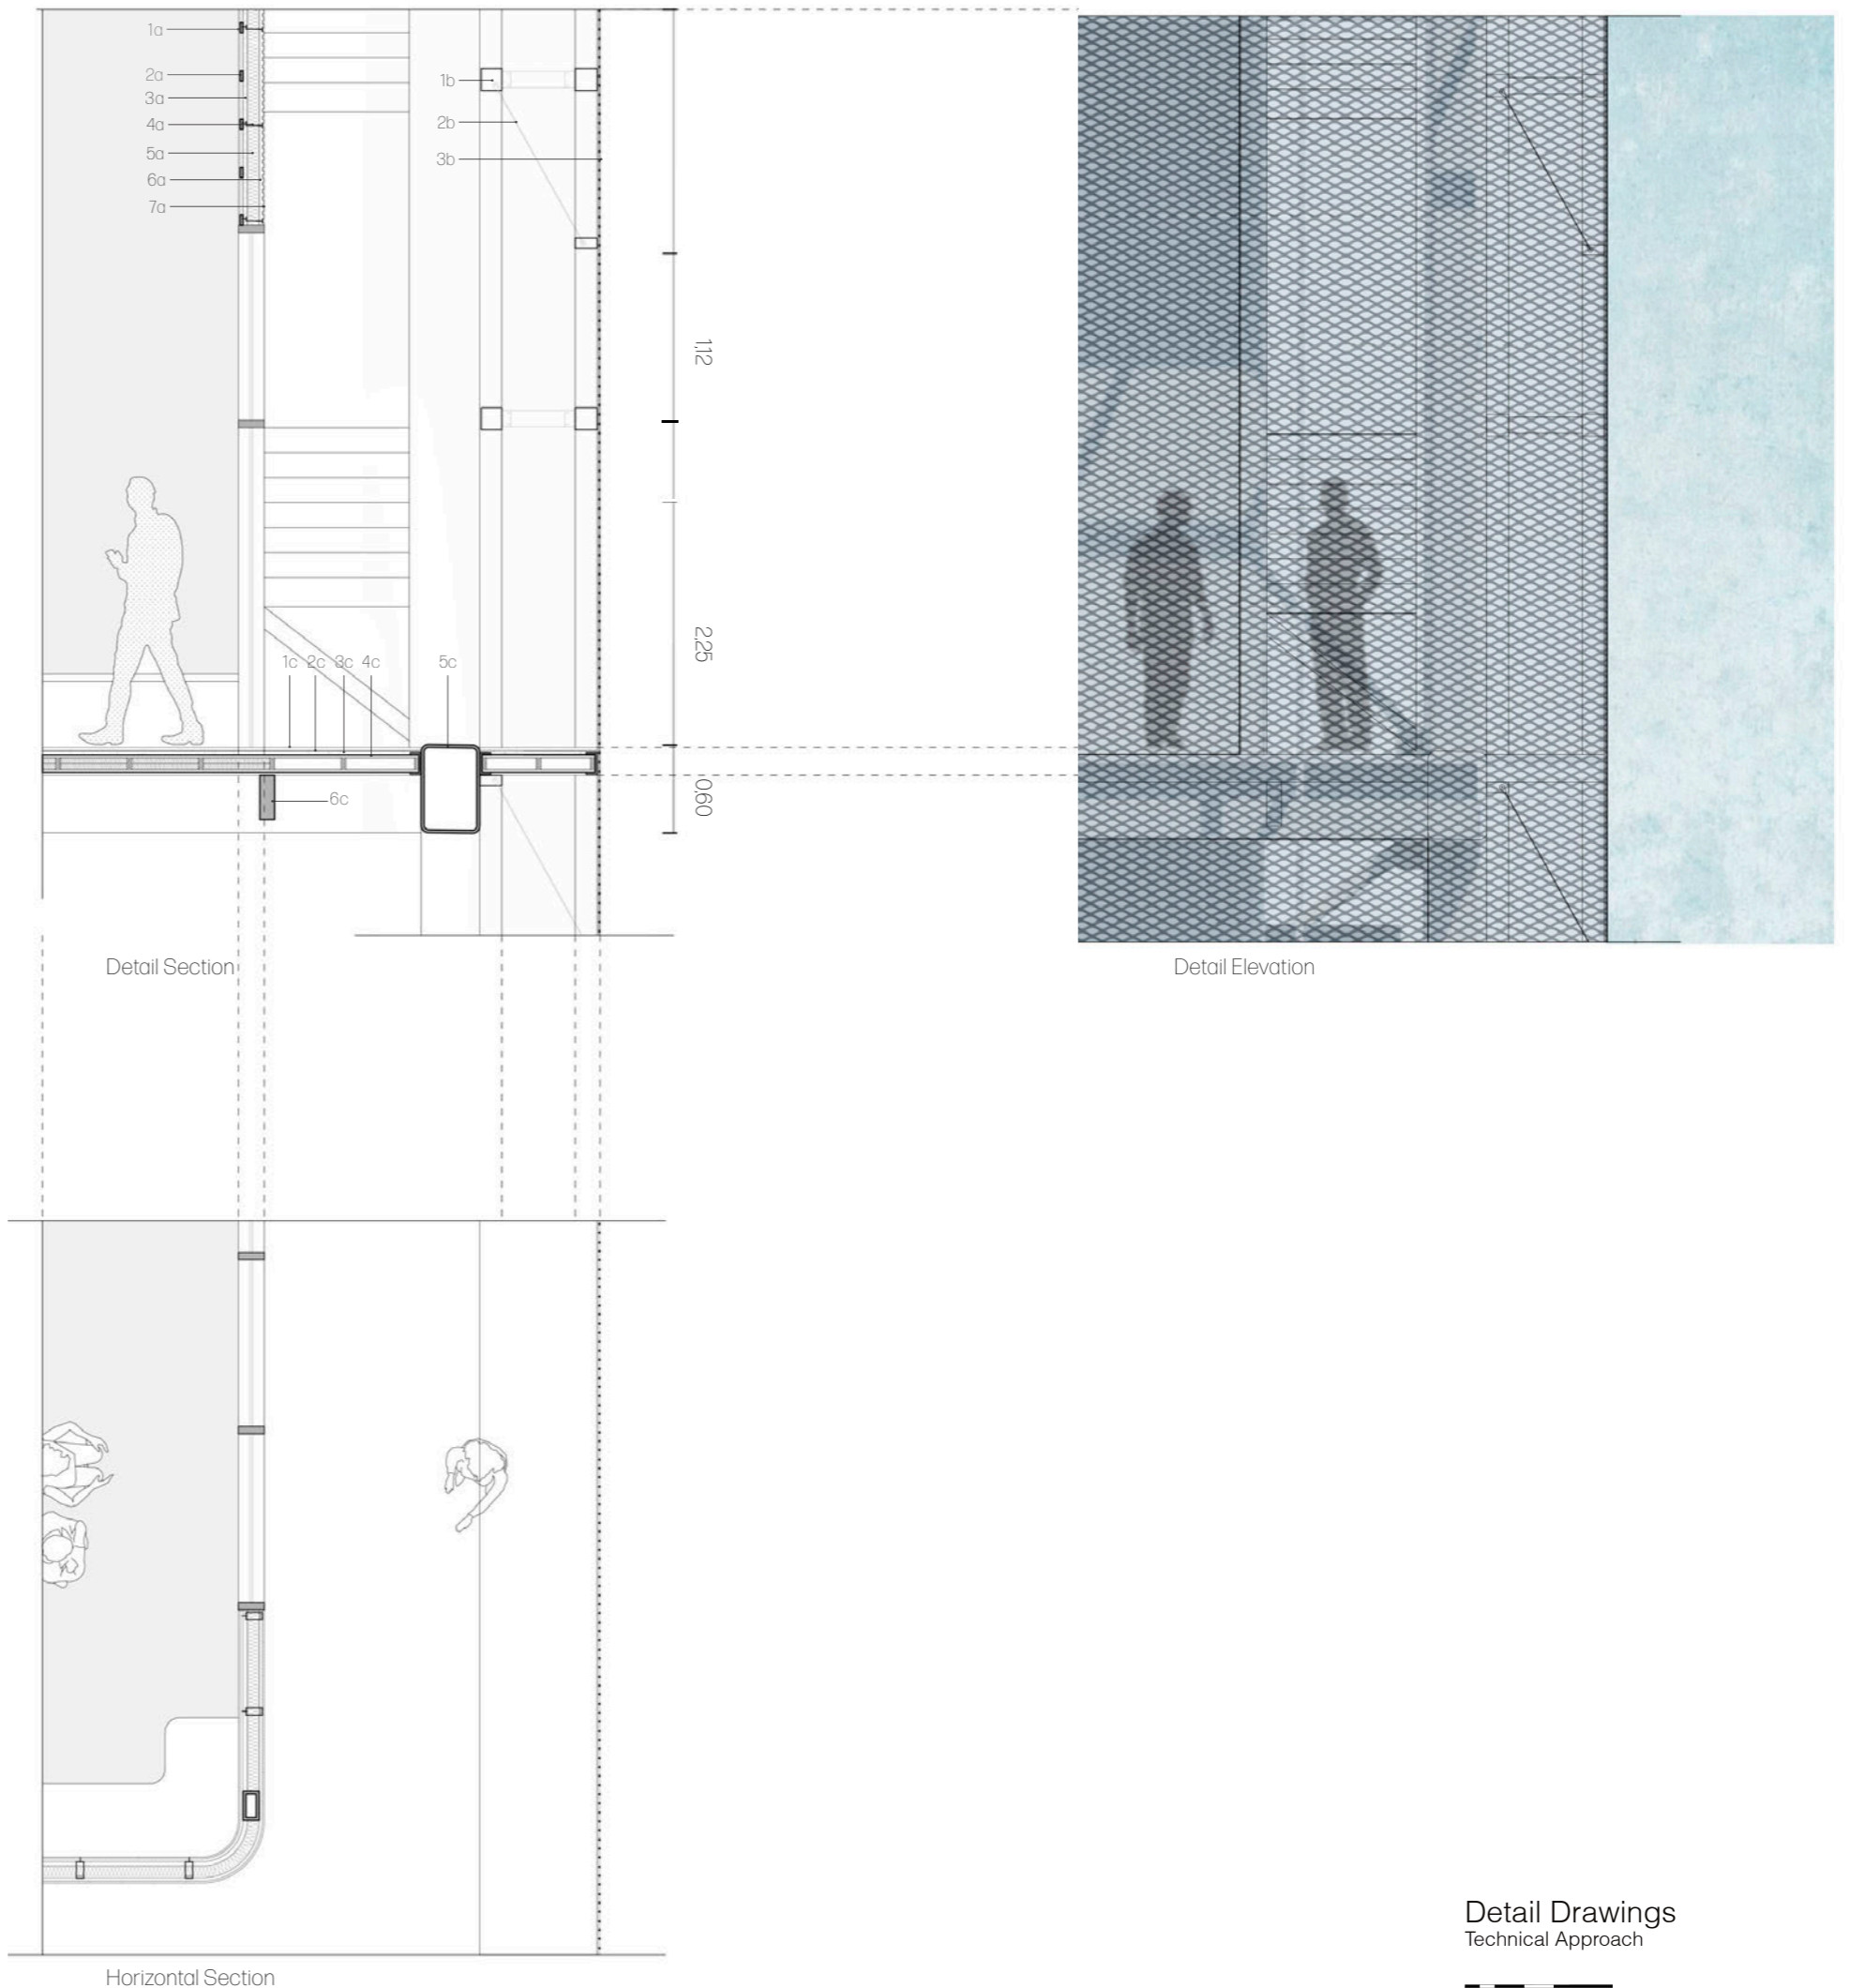 1a
2a
3a
4a
5a
6a
7a
1b
2b
3b
1,12
2,25
1c 2c 3c 4c 5c
0,60
6c
Detail Section
Detail Elevation
Horizontal Section
Detail Drawings
Technical Approach